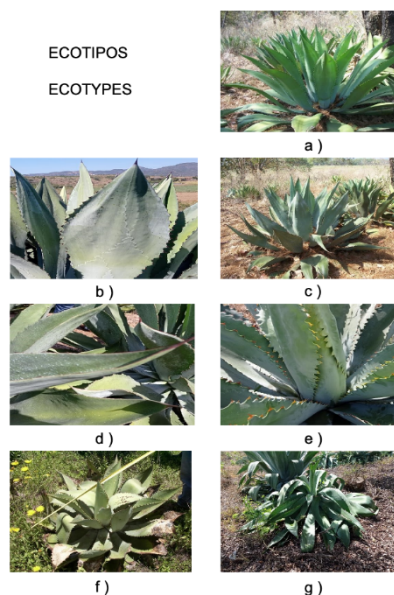 ECOTIPOS
ECOTYPES
a )
b )
c )
d )
e )
f )
g )